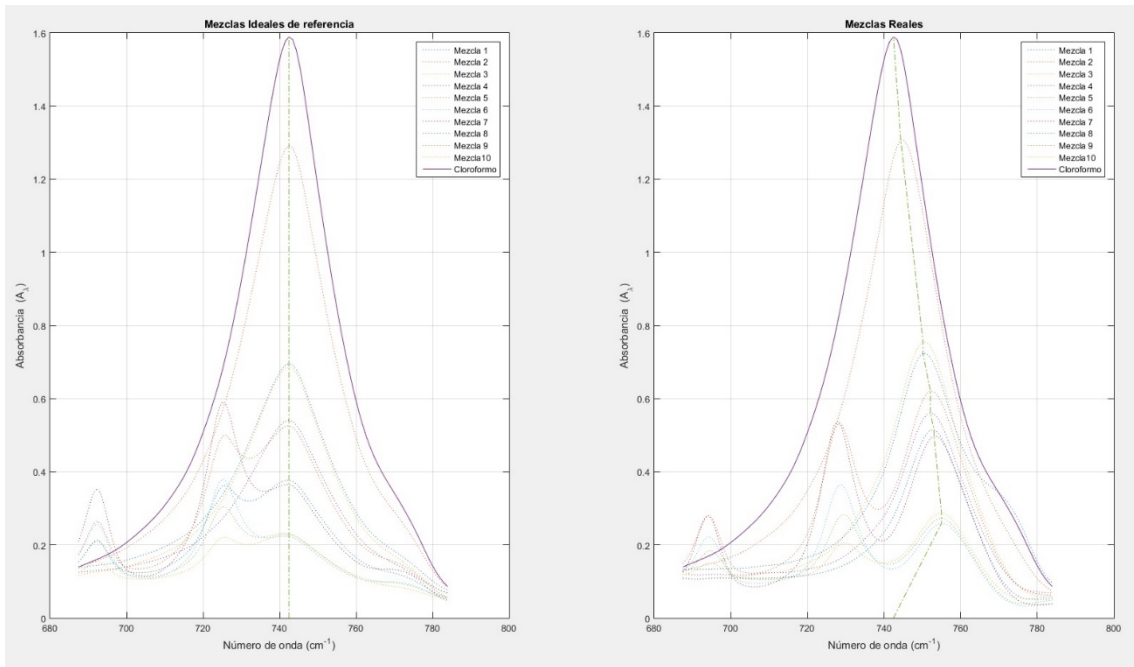 Mezclas Ideales de referencia
1.6
1.4
1.2
1
0.8
0.6
0.4
0.2
0
680
700
720
740
760
780
800
Absorbancia (Aλ)
Número de onda (cm-1)
Mezcla 1
Mezcla 2
Mezcla 3
Mezcla 4
Mezcla 5
Mezcla 6
Mezcla 7
Mezcla 8
Mezcla 9
Mezcla10
Cloroformo
Mezclas Reales
1.6
1.4
1.2
1
0.8
0.6
0.4
0.2
0
680
700
720
740
760
780
800
Absorbancia (Aλ)
Número de onda (cm-1)
Mezcla 1
Mezcla 2
Mezcla 3
Mezcla 4
Mezcla 5
Mezcla 6
Mezcla 7
Mezcla 8
Mezcla 9
Mezcla10
Cloroformo